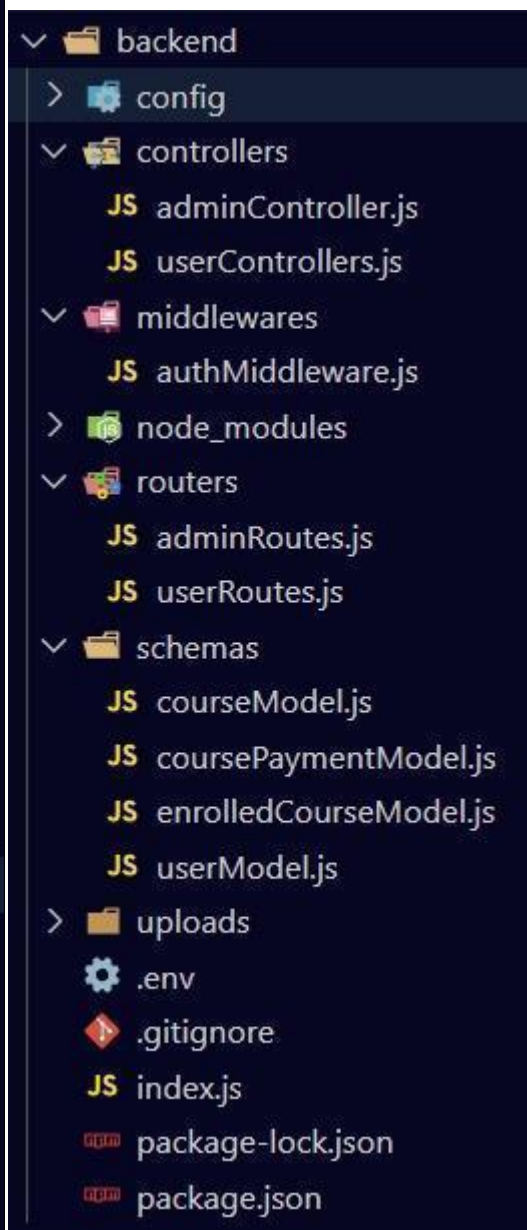 backend
config
controllers
JS adminController.js
JS userControllers.js
middlewares
JS authMiddleware.js
node_modules
routers
JS adminRoutes.js
JS userRoutes.js
schemas
JS courseModel.js
JS coursePaymentModel.js
JS enrolledCourseModel.js
JS userModel.js
uploads
.env
.gitignore
JS index.js
package-lock.json
package.json